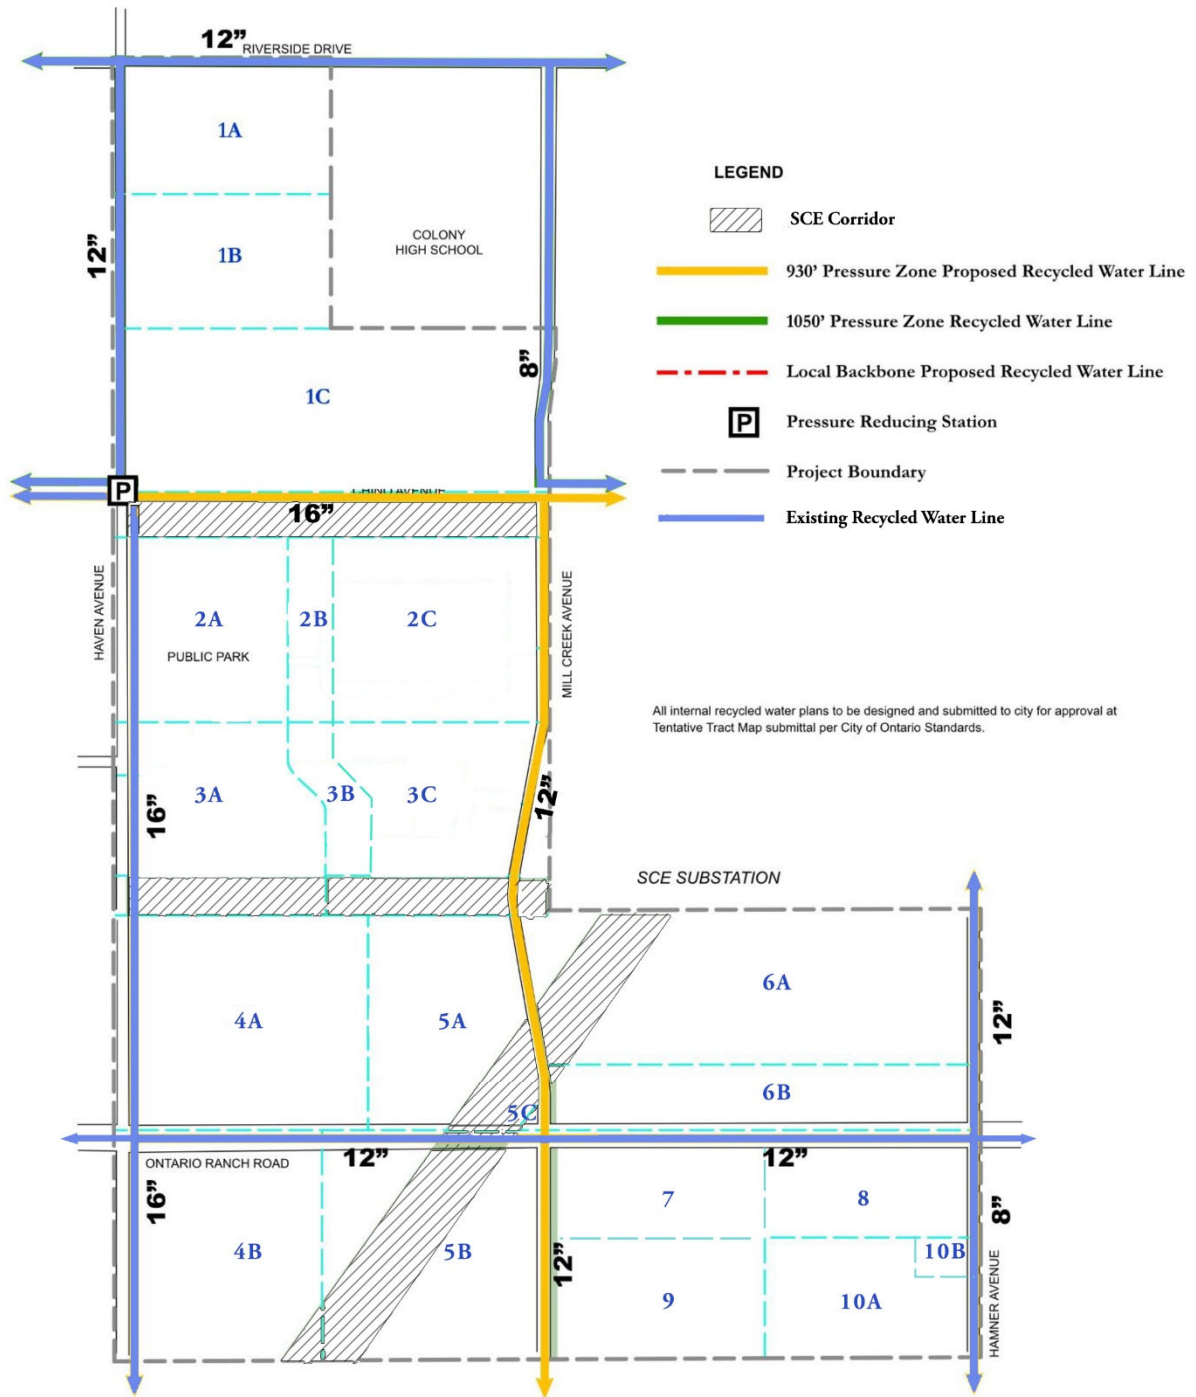 12”
RIVERSIDE DRIVE
1A
LEGEND
SCE Corridor
COLONY
HIGH SCHOOL
12”
1B
930’ Pressure Zone Proposed Recycled Water Line
1050’ Pressure Zone Recycled Water Line
8”
Local Backbone Proposed Recycled Water Line
1C
P
Pressure Reducing Station
Project Boundary
P
CHINO AVENUE
16”
Existing Recycled Water Line
HAVEN AVENUE
2A
2B
2C
MILL CREEK AVENUE
PUBLIC PARK
All internal recycled water plans to be designed and submitted to city for approval at
Tentative Tract Map submittal per City of Ontario Standards.
16”
3A
3B
3C
12”
SCE SUBSTATION
6A
4A
5A
12”
6B
5C
ONTARIO RANCH ROAD
12”
12”
16”
7
8
8”
4B
5B
12”
10B
9
10A
HAMNER AVENUE